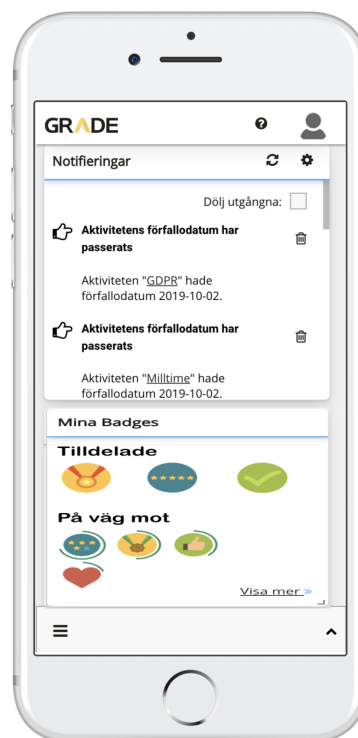 GRADE
Notifieringar
Dölj utgångna:
Aktivitetens förfallodatum har
passerats
Aktiviteten "GDPR" hade
förfallodatum 2019-10-02.
Aktivitetens förfallodatum har
passerats
Aktiviteten "Milltime" hade
förfallodatum 2019-10-02.
Mina Badges
Tilldelade
På väg mot
Visa mer »